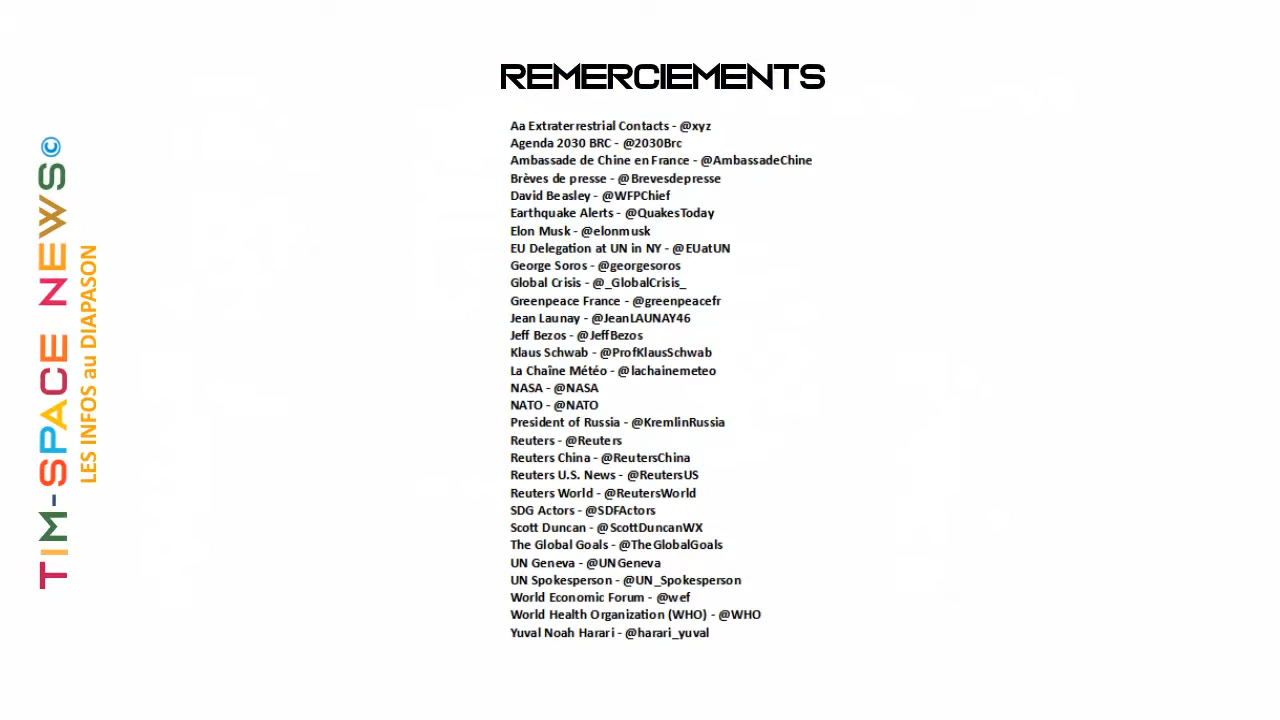 REMERCIEMENTS
Aa Extraterrestrial Contacts - @xyz
Agenda 2030 BRC - @2030Brc
Ambassade de Chine en France - @AmbassadeChine
Brèves de presse - @Brevesdepresse
David Beasley - @WFPChief
Earthquake Alerts - @QuakesToday
Elon Musk - @elonmusk
EU Delegation at UN in NY - @EUatUN
George Soros - @georgesoros
Global Crisis - @_GlobalCrisis_
Greenpeace France - @greenpeacefr
Jean Launay - @JeanLAUNAY46
Jeff Bezos - @JeffBezos
Klaus Schwab - @ProfKlausSchwab
La Chaîne Météo - @lachainemeteo
NASA - @NASA
NATO - @NATO
President of Russia - @KremlinRussia
Reuters - @Reuters
Reuters China - @ReutersChina
Reuters U.S. News - @ReutersUS
Reuters World - @ReutersWorld
SDG Actors - @SDFActors
Scott Duncan - @ScottDuncanWX
The Global Goals - @TheGlobalGoals
UN Geneva - @UNGeneva
UN Spokesperson - @UN_Spokesperson
World Economic Forum - @wef
World Health Organization (WHO) - @WHO
Yuval Noah Harari - @harari_yuval
TIM-SPACE NEWS©
LES INFOS au DIAPASON